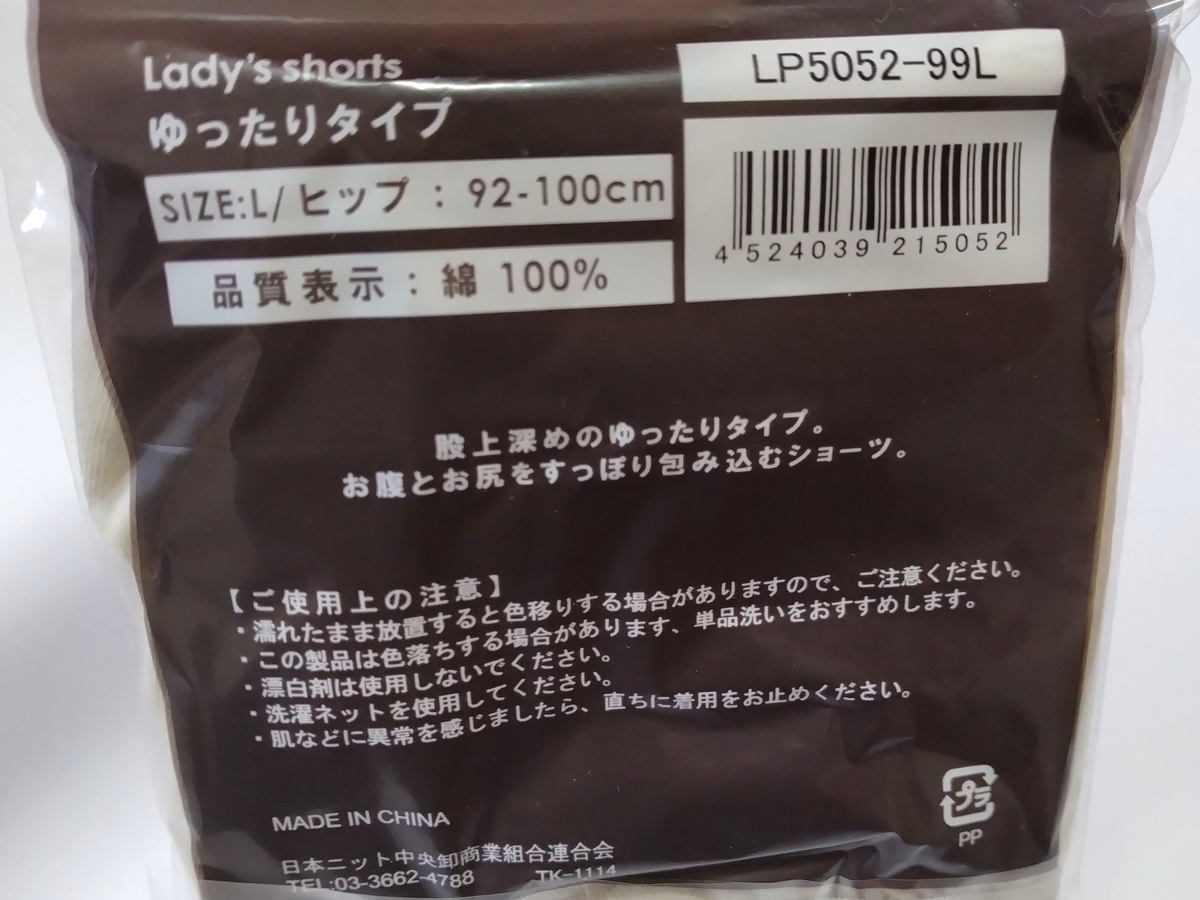 Lady's shorts
ゆったりタイプ
SIZE:L/ ヒップ : 92-100cm
品質表示 : 綿 100%
LP5052-99L
4 524039 215052
股上深めのゆったりタイプ。
お腹とお尻をすっぽり包み込むショーツ。
【ご使用上の注意】
・濡れたまま放置すると色移りする場合がありますので、ご注意ください。
・この製品は色落ちする場合があります、単品洗いをおすすめします。
・漂白剤は使用しないでください。
・洗濯ネットを使用してください。
・肌などに異常を感じましたら、直ちに着用をお止めください。
プラ
PP
MADE IN CHINA
日本ニット中央卸商業組合連合会
TEL:03-3662-4788 TK-1114